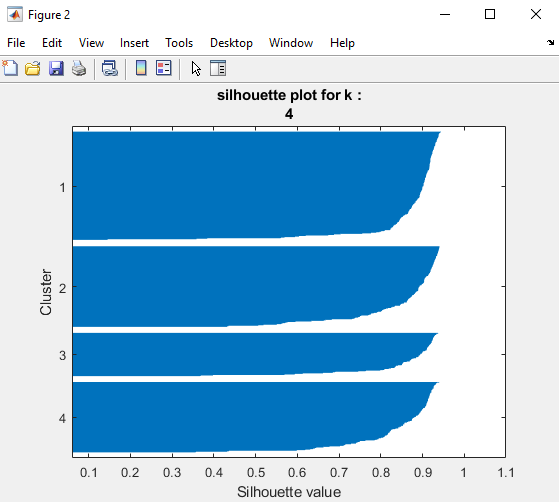 Figure 2
File Edit View Insert Tools Desktop Window Help
silhouette plot for k :
4
1
2
3
4
Cluster
0.1 0.2 0.3 0.4 0.5 0.6 0.7 0.8 0.9 1 1.1
Silhouette value